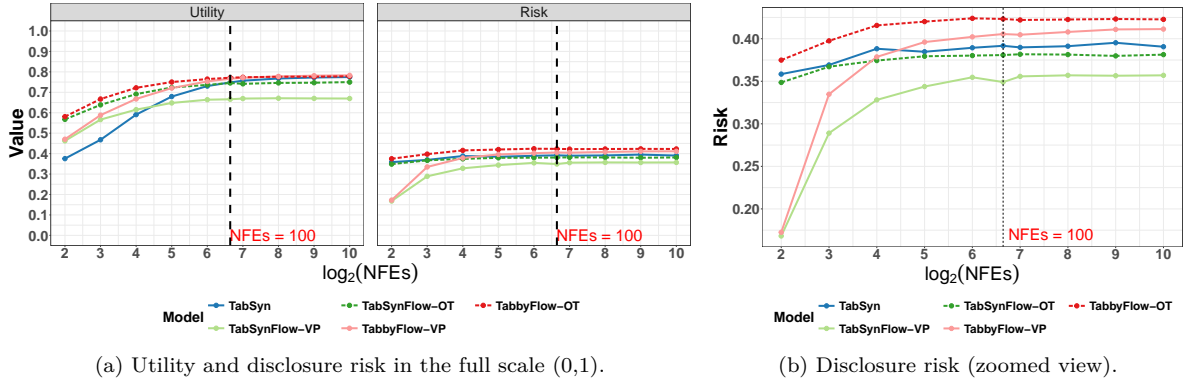 Utility
Risk
Value
1.0
0.9
0.8
0.7
0.6
0.5
0.4
0.3
0.2
0.1
0.0
NFEs = 100
NFEs = 100
2 3 4 5 6 7 8 9 10
2 3 4 5 6 7 8 9 10
log2(NFEs)
Model
TabSyn
TabSynFlow−OT
TabbyFlow−OT
TabSynFlow−VP
TabbyFlow−VP
(a) Utility and disclosure risk in the full scale (0,1).
Risk
0.40
0.35
0.30
0.25
0.20
NFEs = 100
2 3 4 5 6 7 8 9 10
log2(NFEs)
Model
TabSyn
TabSynFlow−OT
TabbyFlow−OT
TabSynFlow−VP
TabbyFlow−VP
(b) Disclosure risk (zoomed view).